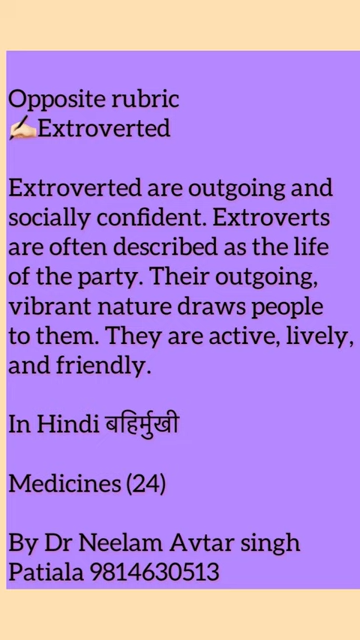 Opposite rubric
✍🏻Extroverted
Extroverted are outgoing and
socially confident. Extroverts
are often described as the life
of the party. Their outgoing,
vibrant nature draws people
to them. They are active, lively,
and friendly.
In Hindi बहिर्मुखी
Medicines (24)
By Dr Neelam Avtar singh
Patiala 9814630513